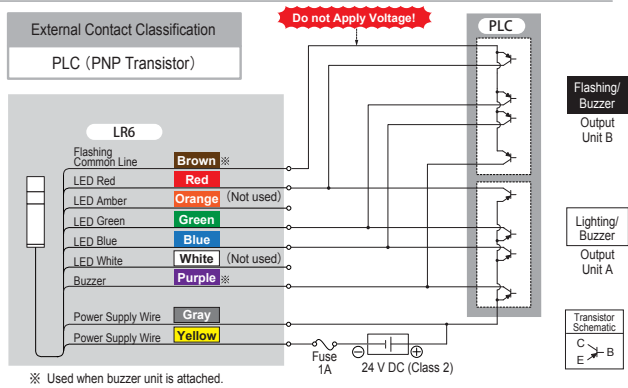 External Contact Classification
PLC (PNP Transistor)
Do not Apply Voltage!
PLC
LR6
Flashing
Common Line
Brown ※
LED Red
Red
LED Amber
Orange (Not used)
LED Green
Green
LED Blue
Blue
LED White
White (Not used)
Buzzer
Purple ※
Power Supply Wire
Gray
Power Supply Wire
Yellow
Fuse
1A
⊖ ⊕
24 V DC (Class 2)
※ Used when buzzer unit is attached.
Flashing/
Buzzer
Output
Unit B
Lighting/
Buzzer
Output
Unit A
Transistor
Schematic
C
B
E